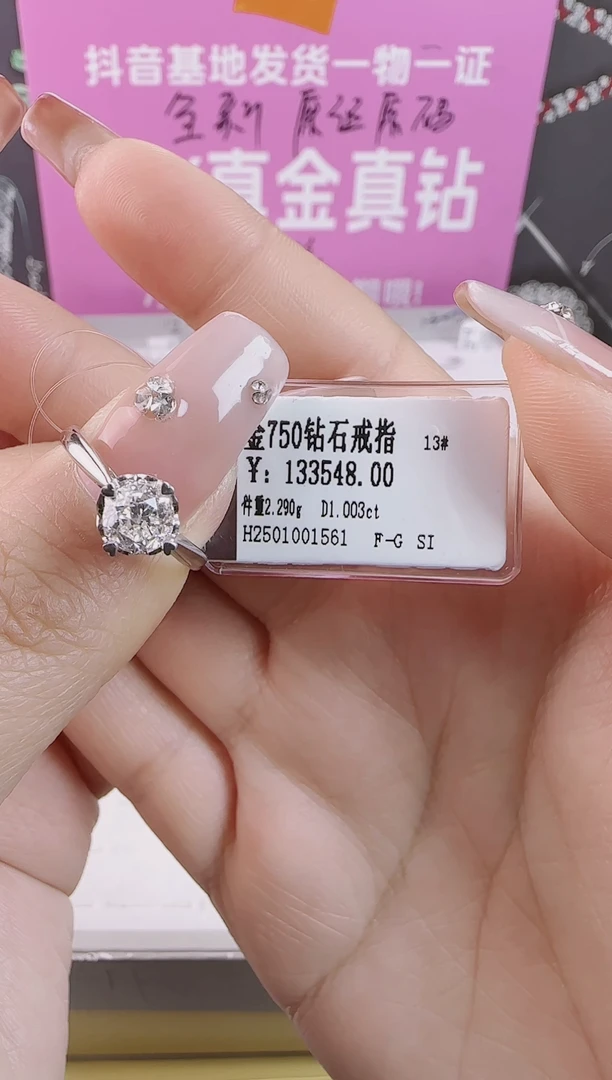 抖音基地发货一物一证
全新 原证原码
真金真钻
金750钻石戒指 13#
￥: 133548.00
件重2.290g D1.003ct
H2501001561 F-G SI